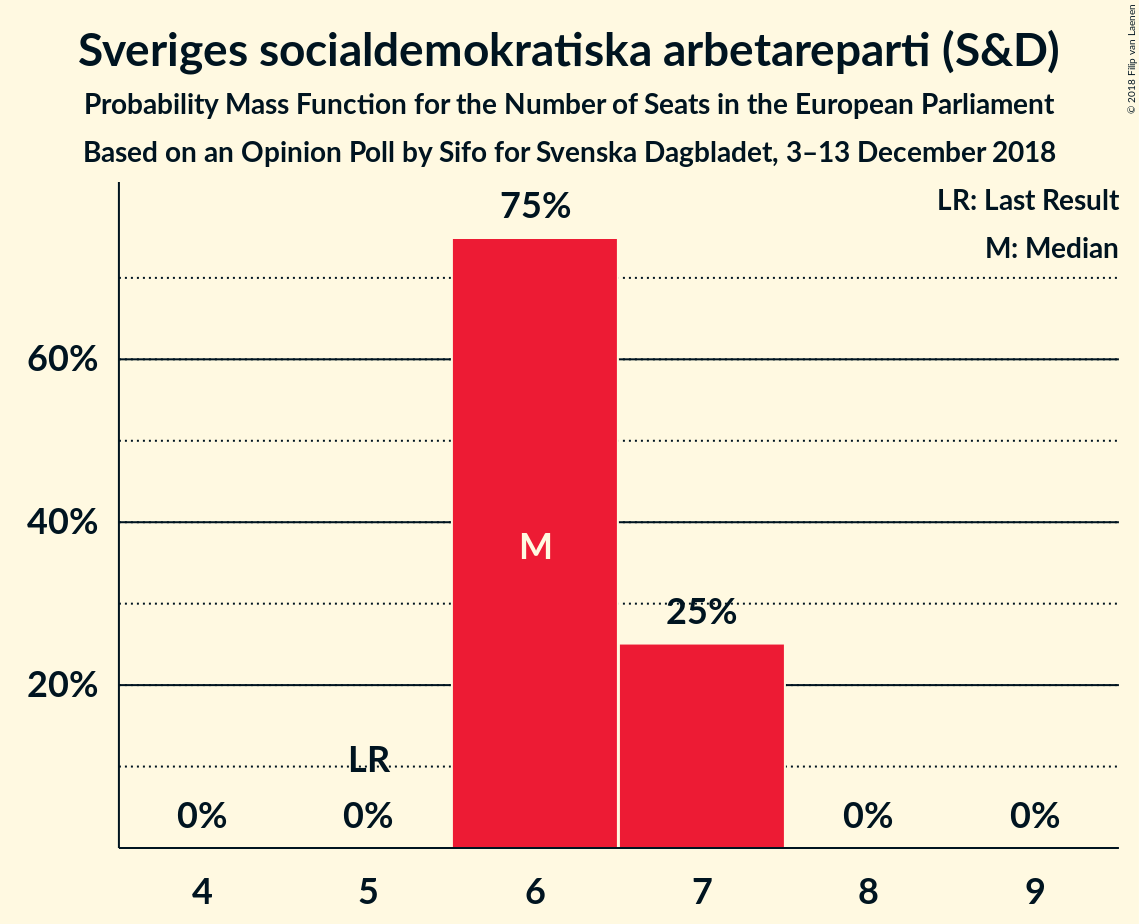 Sveriges socialdemokratiska arbetareparti (S&D)
Probability Mass Function for the Number of Seats in the European Parliament
Based on an Opinion Poll by Sifo for Svenska Dagbladet, 3–13 December 2018
© 2018 Filip van Laenen
LR: Last Result
M: Median
75%
60%
40%
M
25%
20%
LR
0% 0% 0% 0%
4 5 6 7 8 9